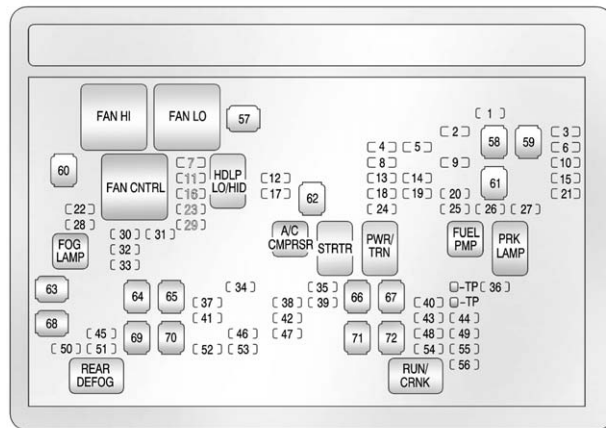 [ 1 ]
FAN HI
FAN LO
57
[ 2 ]
58
59
[ 3 ]
[ 4 ] [ 5 ]
[ 6 ]
60
FAN CNTRL
[ 7 ]
[ 11 ]
[ 16 ]
[ 23 ]
[ 29 ]
HDLP
LO/HID
[ 8 ]
[ 9 ]
[ 10 ]
[ 12 ]
[ 17 ]
62
[ 13 ] [ 14 ]
[ 18 ] [ 19 ]
[ 24 ]
61
[ 15 ]
[ 20 ]
[ 21 ]
[ 22 ]
[ 28 ]
[ 25 ] [ 26 ] [ 27 ]
FOG
LAMP
[ 30 ] [ 31 ]
[ 32 ]
[ 33 ]
A/C
CMPRSR
STRTR
PWR/
TRN
FUEL
PMP
PRK
LAMP
63
64
65
[ 34 ]
[ 35 ]
[ 39 ]
66
67
-TP [ 36 ]
-TP
[ 37 ]
[ 41 ]
[ 38 ]
[ 42 ]
[ 47 ]
[ 40 ]
[ 43 ] [ 44 ]
[ 48 ] [ 49 ]
[ 54 ] [ 55 ]
[ 56 ]
68
[ 45 ]
[ 50 ] [ 51 ]
69
70
[ 46 ]
[ 52 ] [ 53 ]
71
72
REAR
DEFOG
RUN/
CRNK